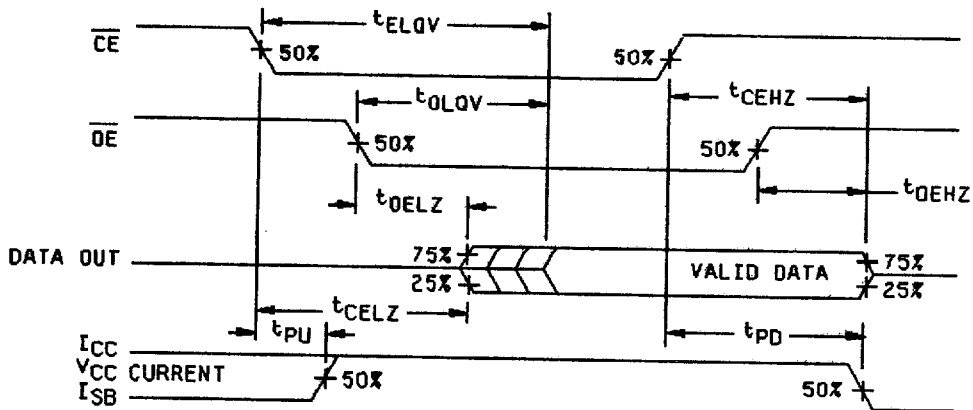 tELQV
CE
50%
50%
tOLQV
tCEHZ
OE
50%
50%
tOELZ
tOEHZ
DATA OUT
75%
25%
VALID DATA
75%
25%
tCELZ
tPU
tPD
ICC
VCC CURRENT
ISB
50%
50%